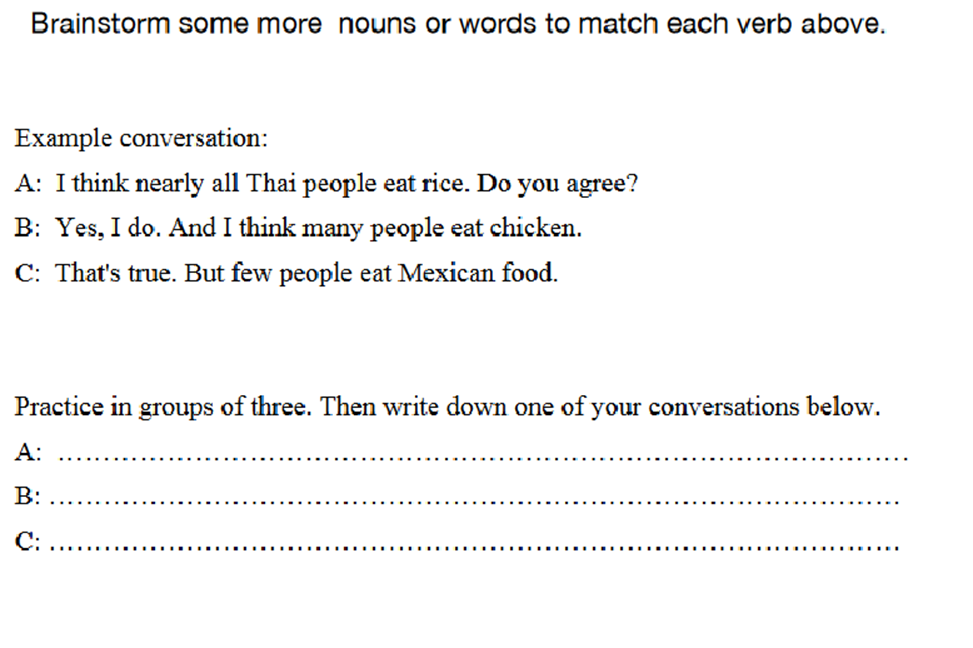 Brainstorm some more nouns or words to match each verb above.
Example conversation:
A: I think nearly all Thai people eat rice. Do you agree?
B: Yes, I do. And I think many people eat chicken.
C: That's true. But few people eat Mexican food.
Practice in groups of three. Then write down one of your conversations below.
A: ..........................................................................................
B: ..........................................................................................
C: ..........................................................................................